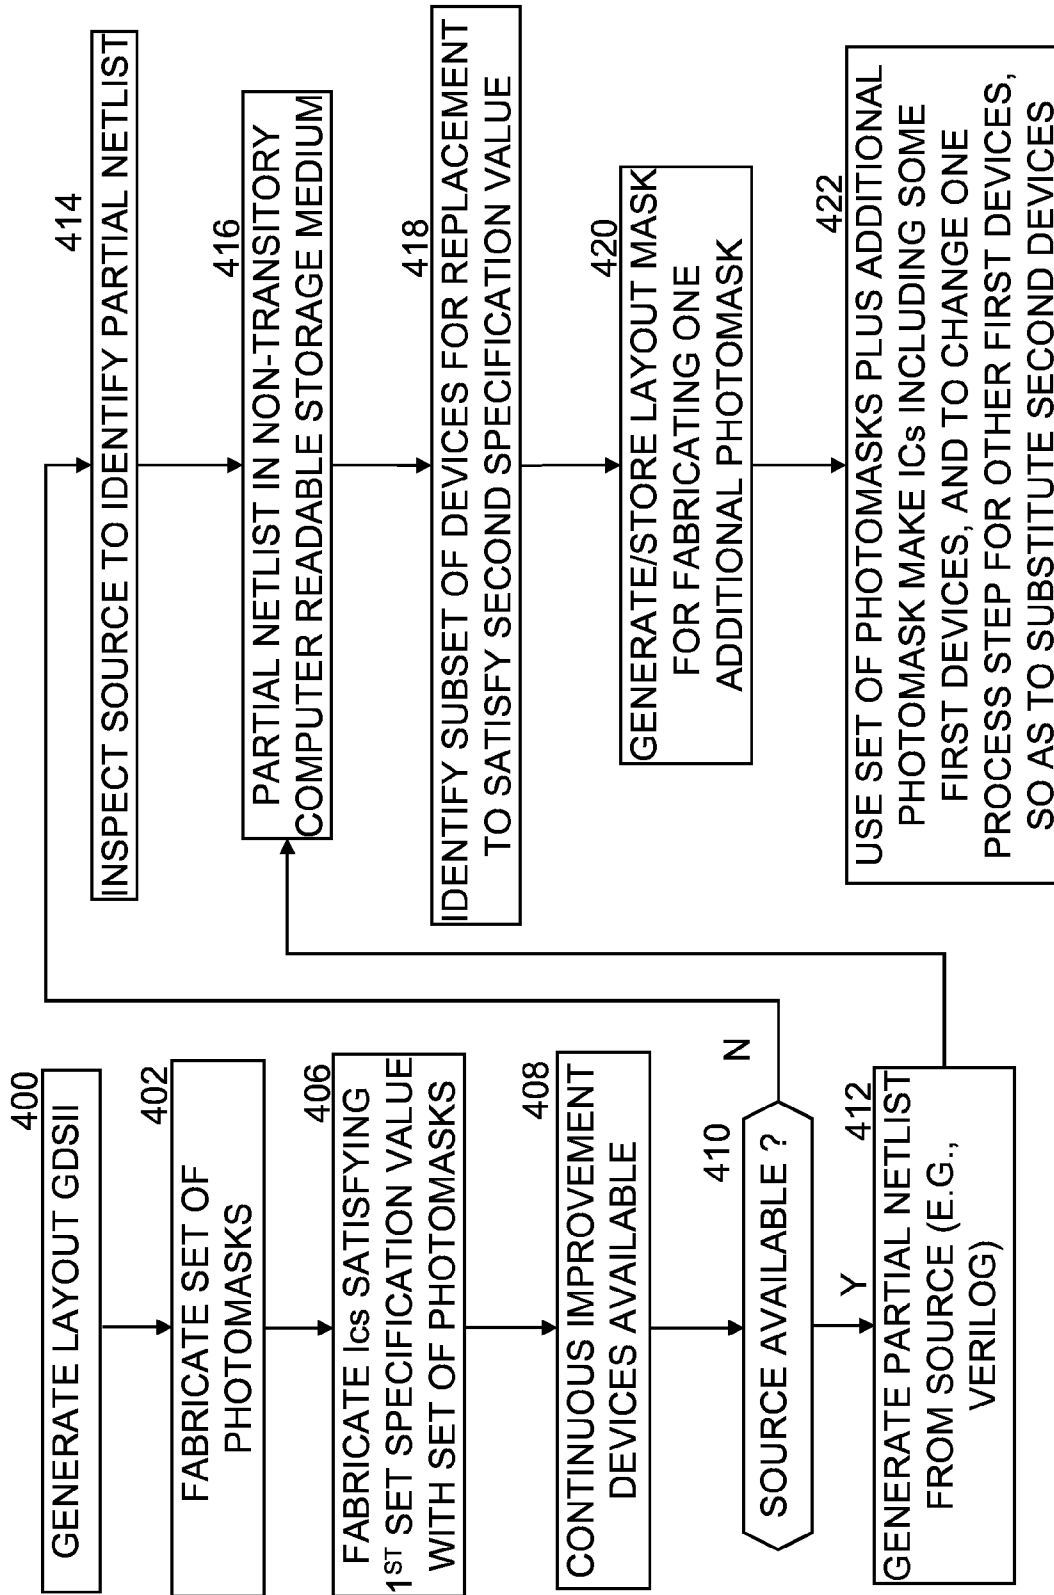 400
GENERATE LAYOUT GDSII
402
FABRICATE SET OF
PHOTOMASKS
406
FABRICATE Ics SATISFYING
1ST SET SPECIFICATION VALUE
WITH SET OF PHOTOMASKS
408
CONTINUOUS IMPROVEMENT
DEVICES AVAILABLE
410
SOURCE AVAILABLE ?
N
Y
412
GENERATE PARTIAL NETLIST
FROM SOURCE (E.G.,
VERILOG)
414
INSPECT SOURCE TO IDENTIFY PARTIAL NETLIST
416
PARTIAL NETLIST IN NON-TRANSITORY
COMPUTER READABLE STORAGE MEDIUM
418
IDENTIFY SUBSET OF DEVICES FOR REPLACEMENT
TO SATISFY SECOND SPECIFICATION VALUE
420
GENERATE/STORE LAYOUT MASK
FOR FABRICATING ONE
ADDITIONAL PHOTOMASK
422
USE SET OF PHOTOMASKS PLUS ADDITIONAL
PHOTOMASK MAKE ICs INCLUDING SOME
FIRST DEVICES, AND TO CHANGE ONE
PROCESS STEP FOR OTHER FIRST DEVICES,
SO AS TO SUBSTITUTE SECOND DEVICES